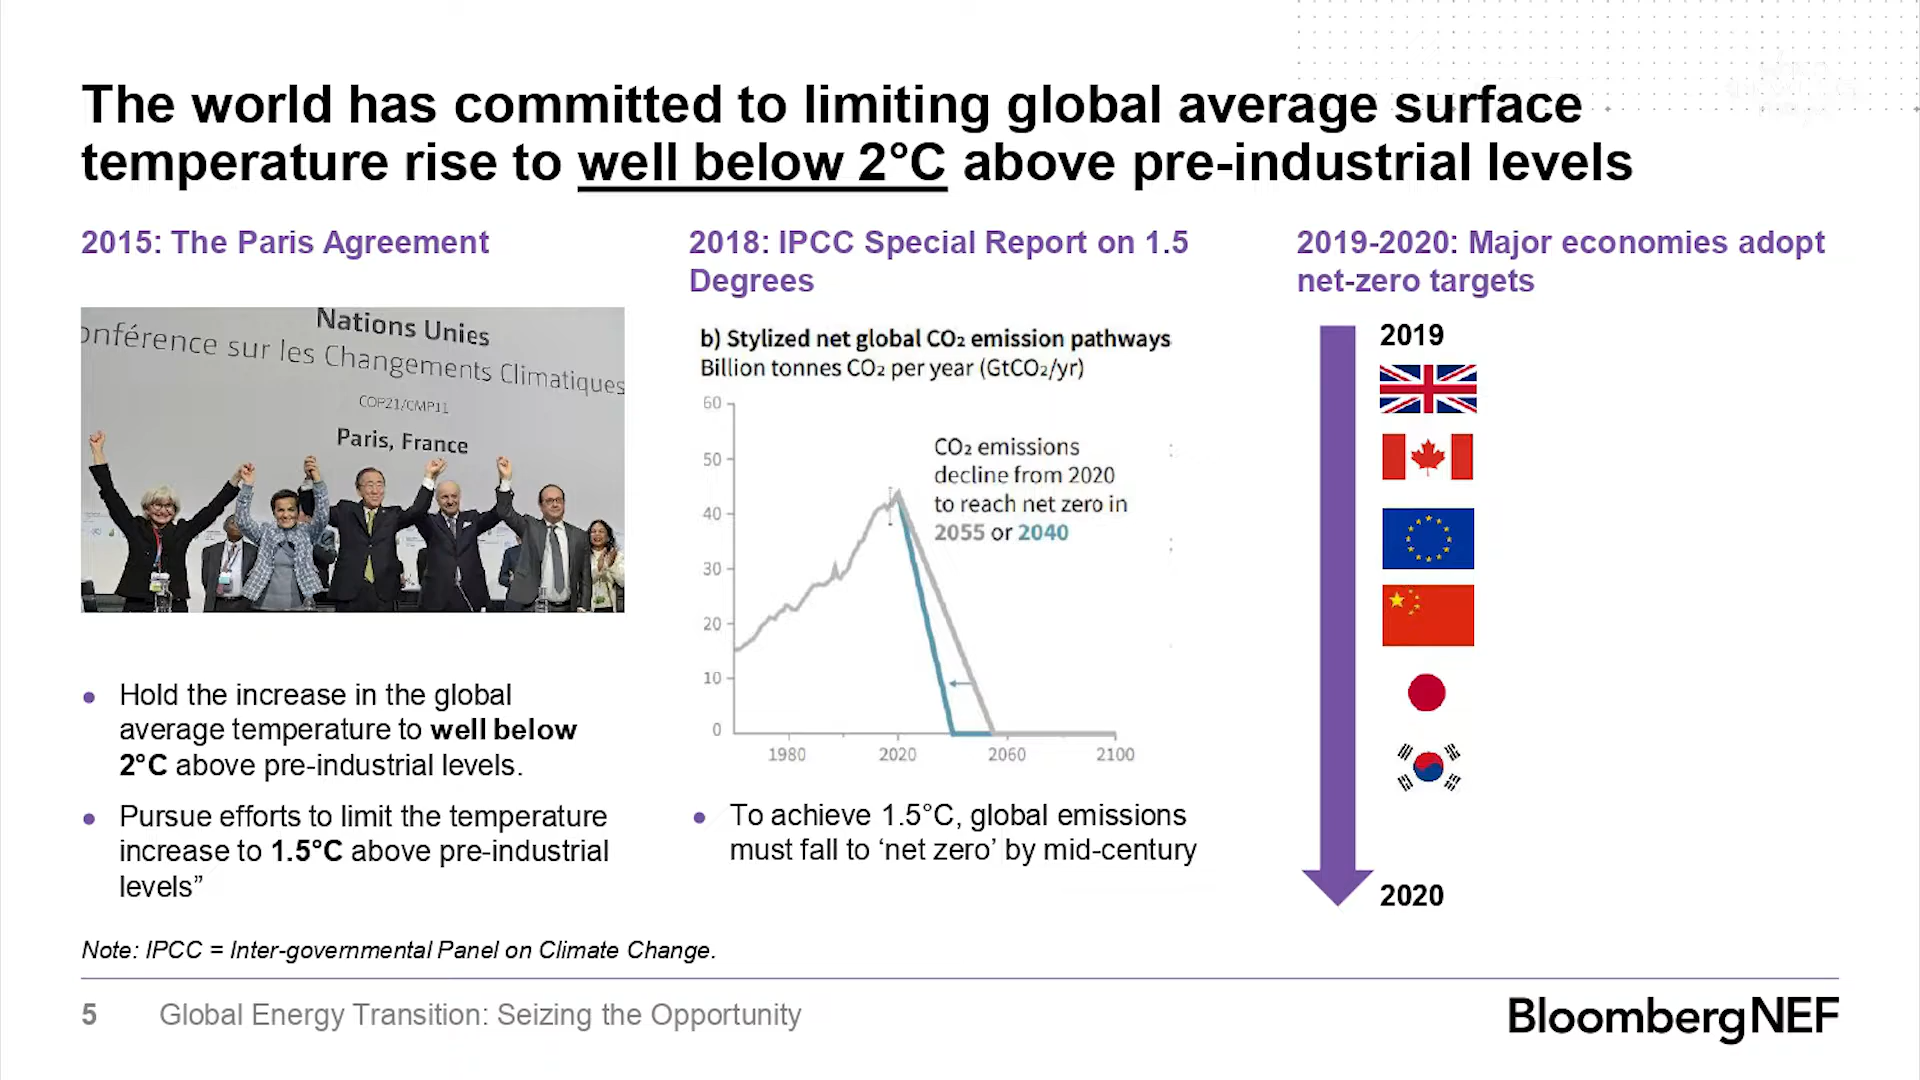 The world has committed to limiting global average surface
temperature rise to well below 2°C above pre-industrial levels
2015: The Paris Agreement
Nations Unies
onférence sur les Changements Climatiques
COP21/CMP11
Paris, France
• Hold the increase in the global
average temperature to well below
2°C above pre-industrial levels.
• Pursue efforts to limit the temperature
increase to 1.5°C above pre-industrial
levels”
2018: IPCC Special Report on 1.5
Degrees
b) Stylized net global CO₂ emission pathways
Billion tonnes CO₂ per year (GtCO₂/yr)
60
50
40
30
20
10
0
1980 2020 2060 2100
CO₂ emissions
decline from 2020
to reach net zero in
2055 or 2040
• To achieve 1.5°C, global emissions
must fall to ‘net zero’ by mid-century
2019-2020: Major economies adopt
net-zero targets
2019
2020
Note: IPCC = Inter-governmental Panel on Climate Change.
5 Global Energy Transition: Seizing the Opportunity
BloombergNEF